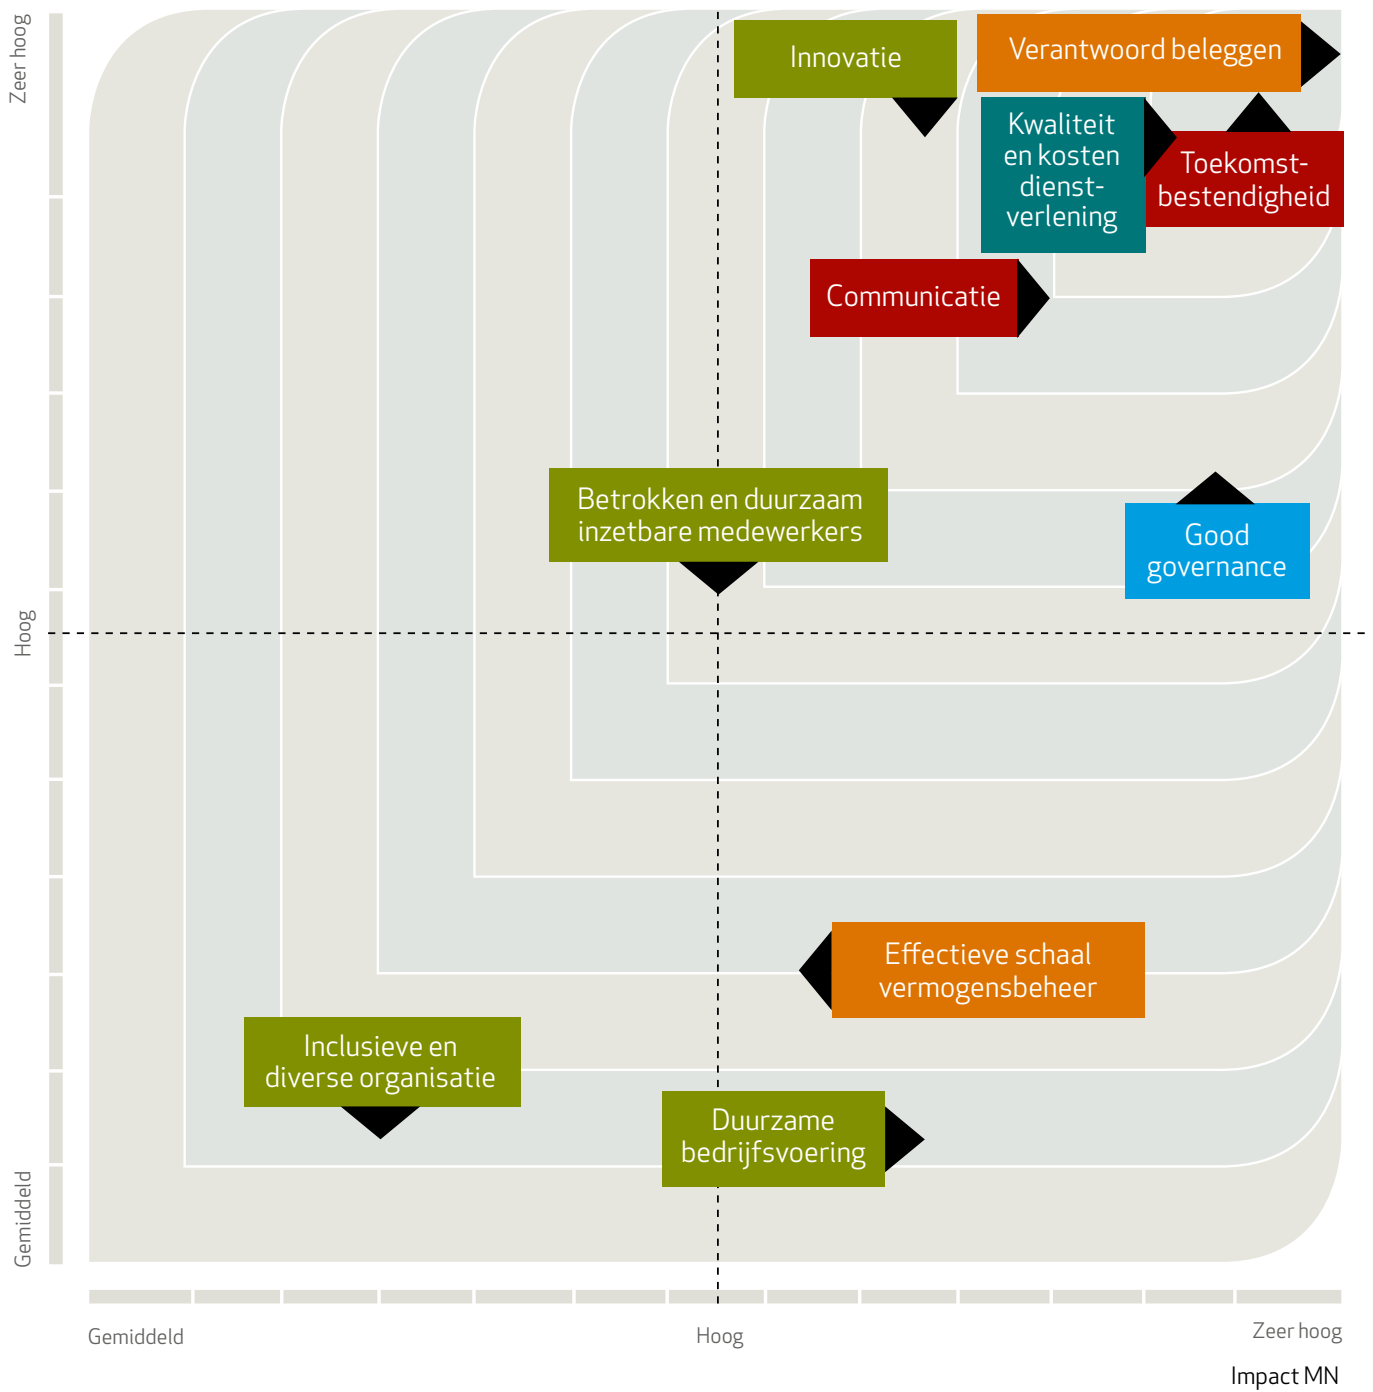 Zeer hoog
Innovatie
Verantwoord beleggen
Kwaliteit
en kosten
dienst-
verlening
Toekomst-
bestendigheid
Communicatie
Betrokken en duurzaam
inzetbare medewerkers
Good
governance
Hoog
Effectieve schaal
vermogensbeheer
Inclusieve en
diverse organisatie
Duurzame
bedrijfsvoering
Gemiddeld
Gemiddeld
Hoog
Zeer hoog
Impact MN